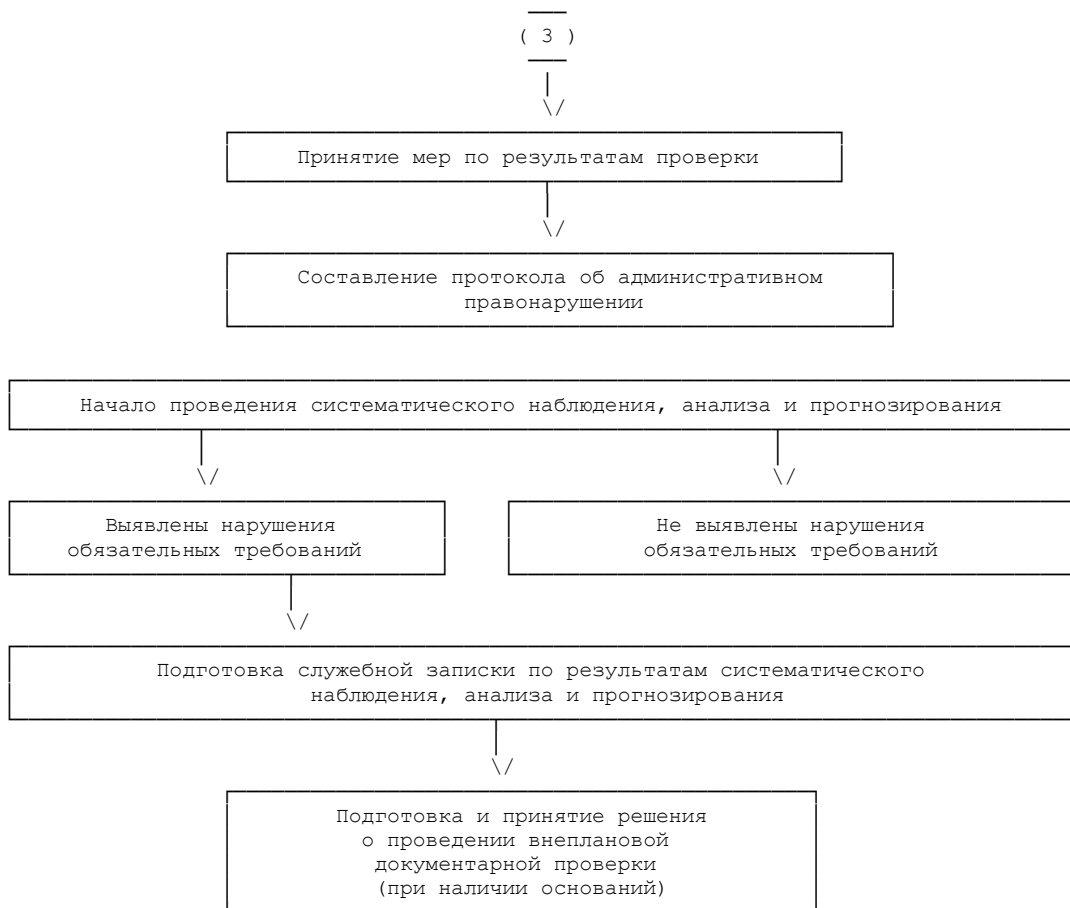 ( 3 )
Принятие мер по результатам проверки
Составление протокола об административном
правонарушении
Начало проведения систематического наблюдения, анализа и прогнозирования
Выявлены нарушения
обязательных требований
Не выявлены нарушения
обязательных требований
Подготовка служебной записки по результатам систематического
наблюдения, анализа и прогнозирования
Подготовка и принятие решения
о проведении внеплановой
документарной проверки
(при наличии оснований)